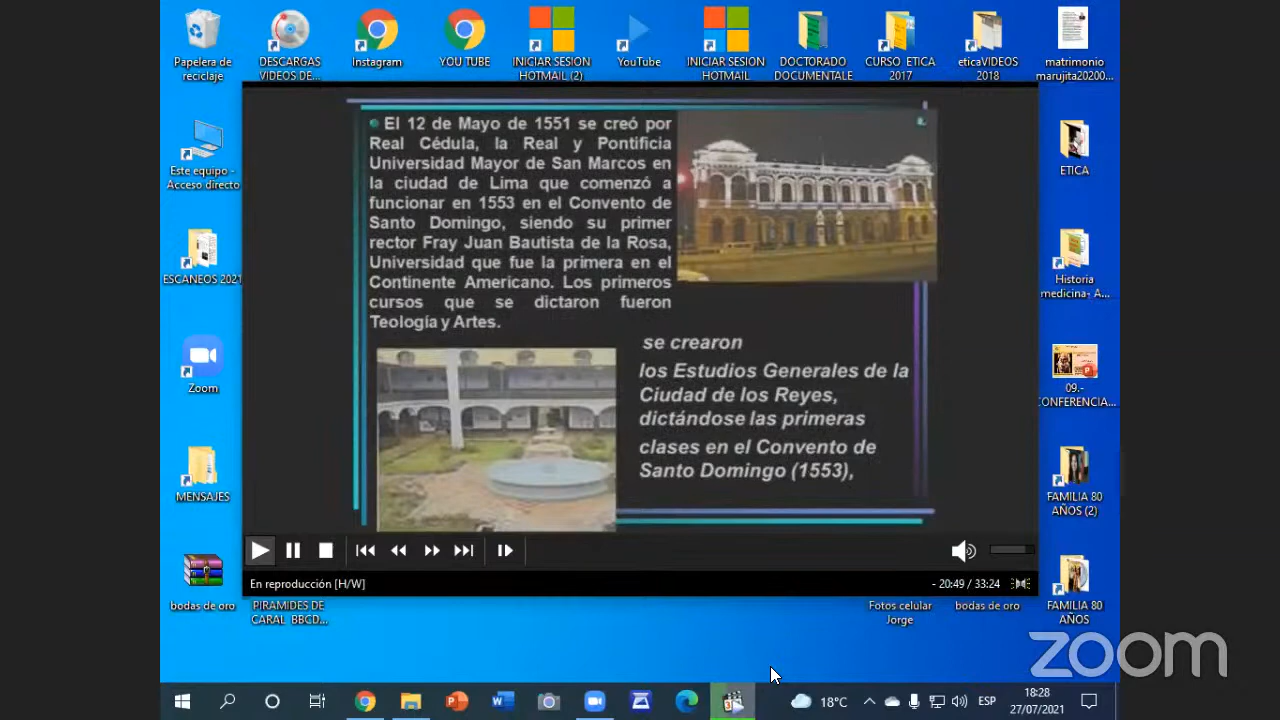 Papelera de
reciclaje
DESCARGAS
VIDEOS DE...
Instagram
YOU TUBE
INICIAR SESION
HOTMAIL (2)
YouTube
INICIAR SESION
HOTMAIL
DOCTORADO
DOCUMENTALE
CURSO ETICA
2017
eticaVIDEOS
2018
matrimonio
marujita20200...
Este equipo -
Acceso directo
ETICA
ESCANEOS 2021
Historia
medicina- A...
Zoom
09.-
CONFERENCIA...
MENSAJES
FAMILIA 80
AÑOS (2)
bodas de oro
El 12 de Mayo de 1551 se creó por
Real Cédula, la Real y Pontificia
Universidad Mayor de San Marcos en
la ciudad de Lima que comenzó a
funcionar en 1553 en el Convento de
Santo Domingo, siendo su primer
rector Fray Juan Bautista de la Rosa,
Universidad que fue la primera en el
Continente Americano. Los primeros
cursos que se dictaron fueron
Teología y Artes.
se crearon
los Estudios Generales de la
Ciudad de los Reyes,
dictándose las primeras
clases en el Convento de
Santo Domingo (1553),
En reproducción [H/W]
- 20:49 / 33:24
PIRAMIDES DE
CARAL BBCD...
Fotos celular
Jorge
bodas de oro
FAMILIA 80
AÑOS
zoom
18°C
ESP
18:28
27/07/2021